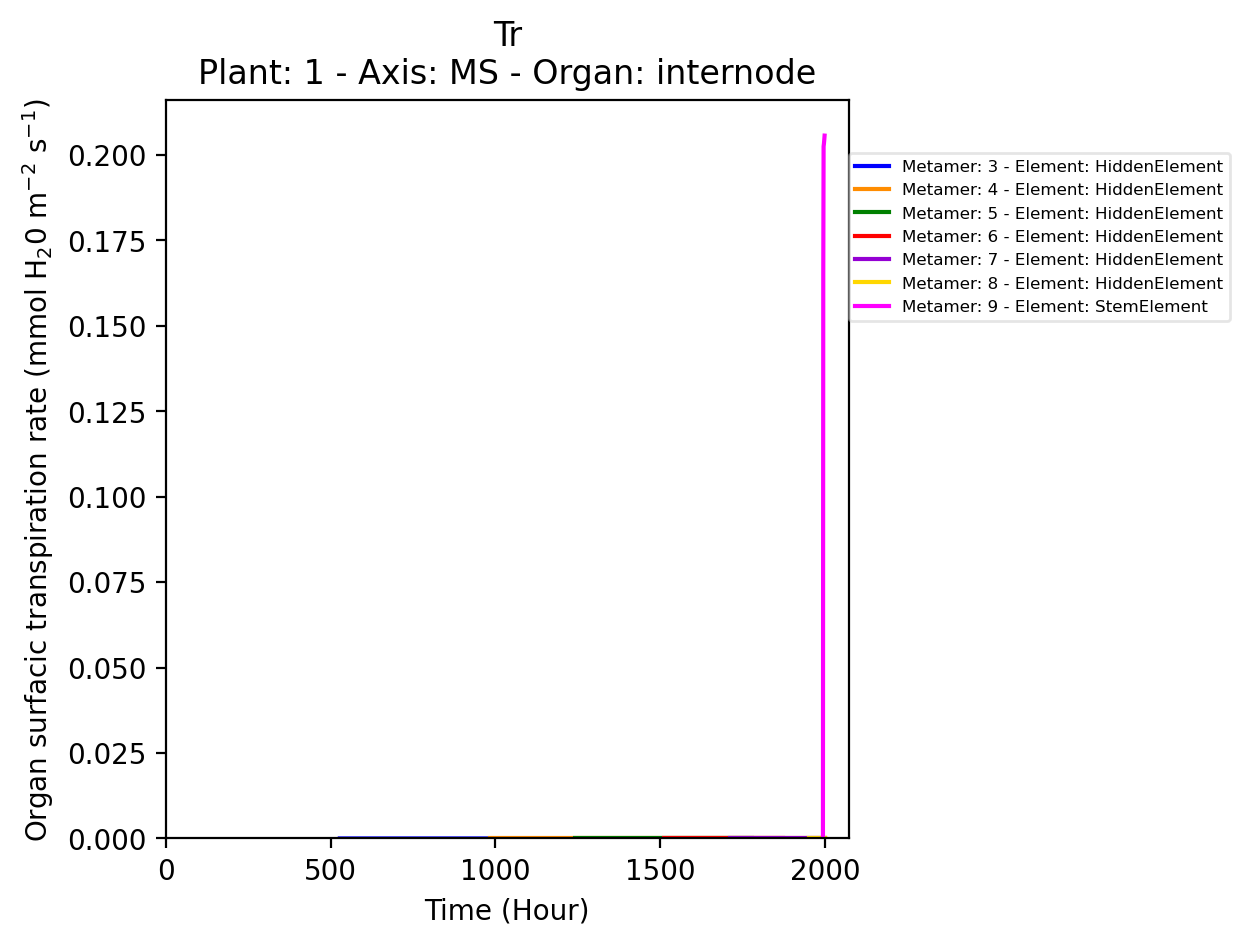 Tr
Plant: 1 - Axis: MS - Organ: internode
Organ surfacic transpiration rate (mmol H₂0 m⁻² s⁻¹)
0.200
0.175
0.150
0.125
0.100
0.075
0.050
0.025
0.000
0 500 1000 1500 2000
Time (Hour)
Metamer: 3 - Element: HiddenElement
Metamer: 4 - Element: HiddenElement
Metamer: 5 - Element: HiddenElement
Metamer: 6 - Element: HiddenElement
Metamer: 7 - Element: HiddenElement
Metamer: 8 - Element: HiddenElement
Metamer: 9 - Element: StemElement